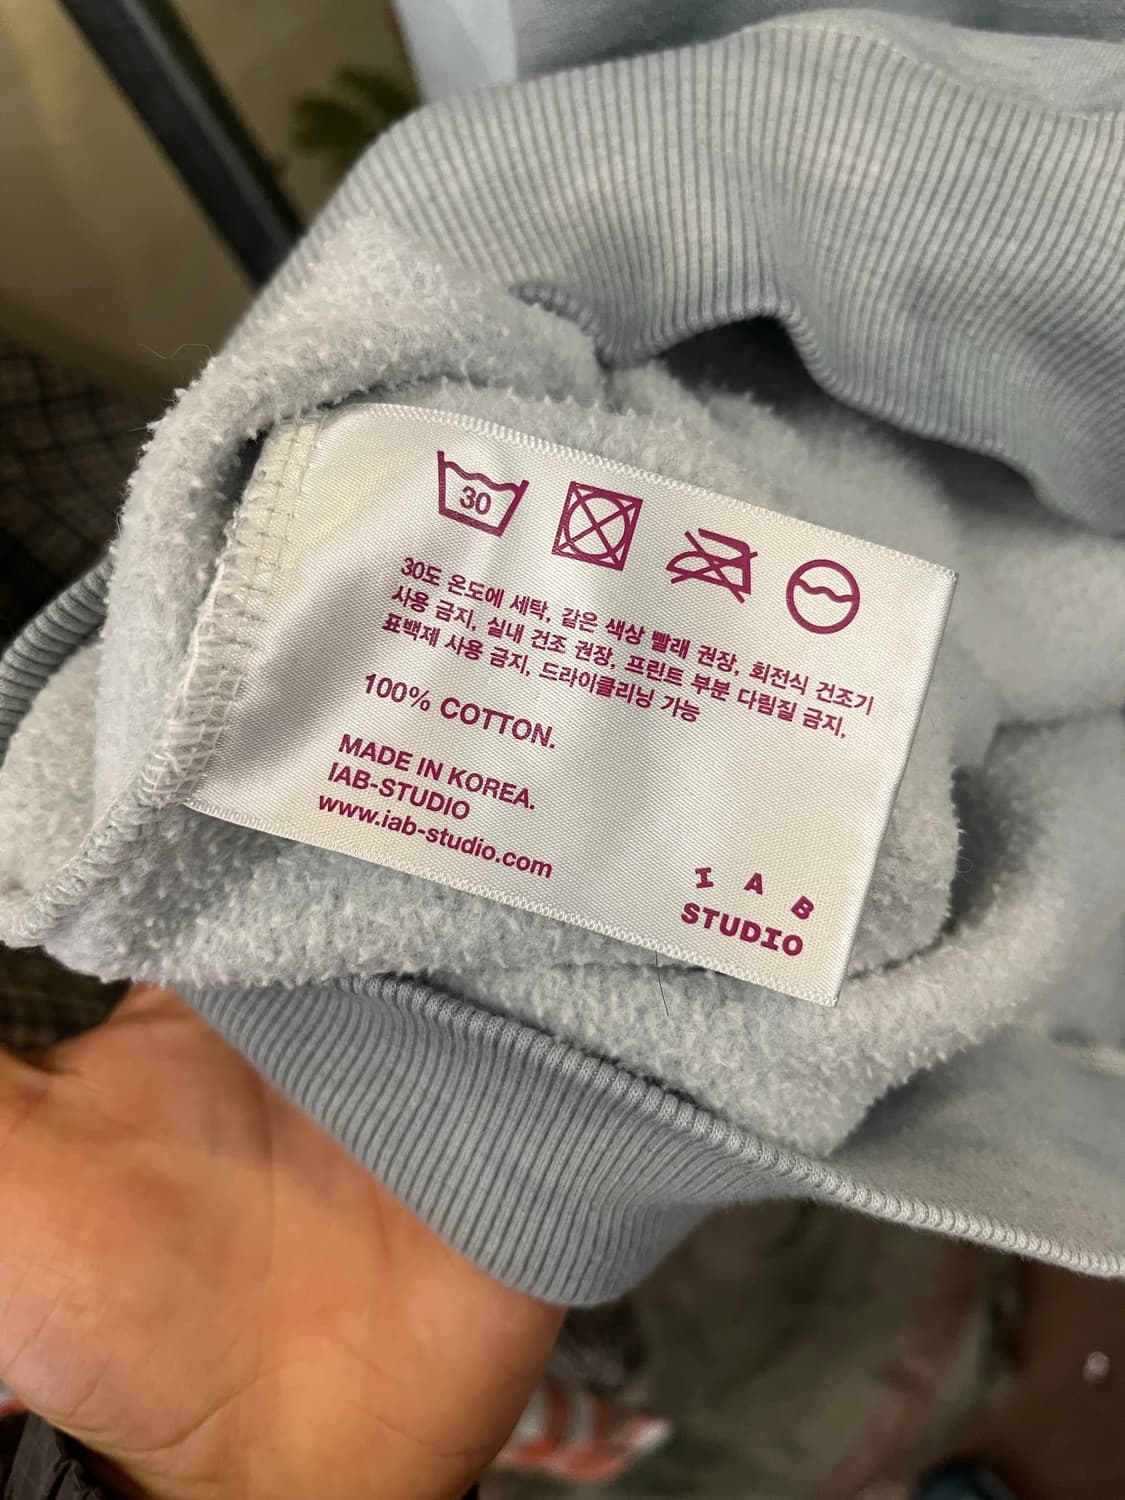 30
30도 온도에 세탁, 같은 색상 빨래 권장, 회전식 건조기
사용 금지, 실내 건조 권장, 프린트 부분 다림질 금지,
표백제 사용 금지, 드라이클리닝 가능
100% COTTON.
MADE IN KOREA.
IAB-STUDIO
www.iab-studio.com
I A B
STUDIO